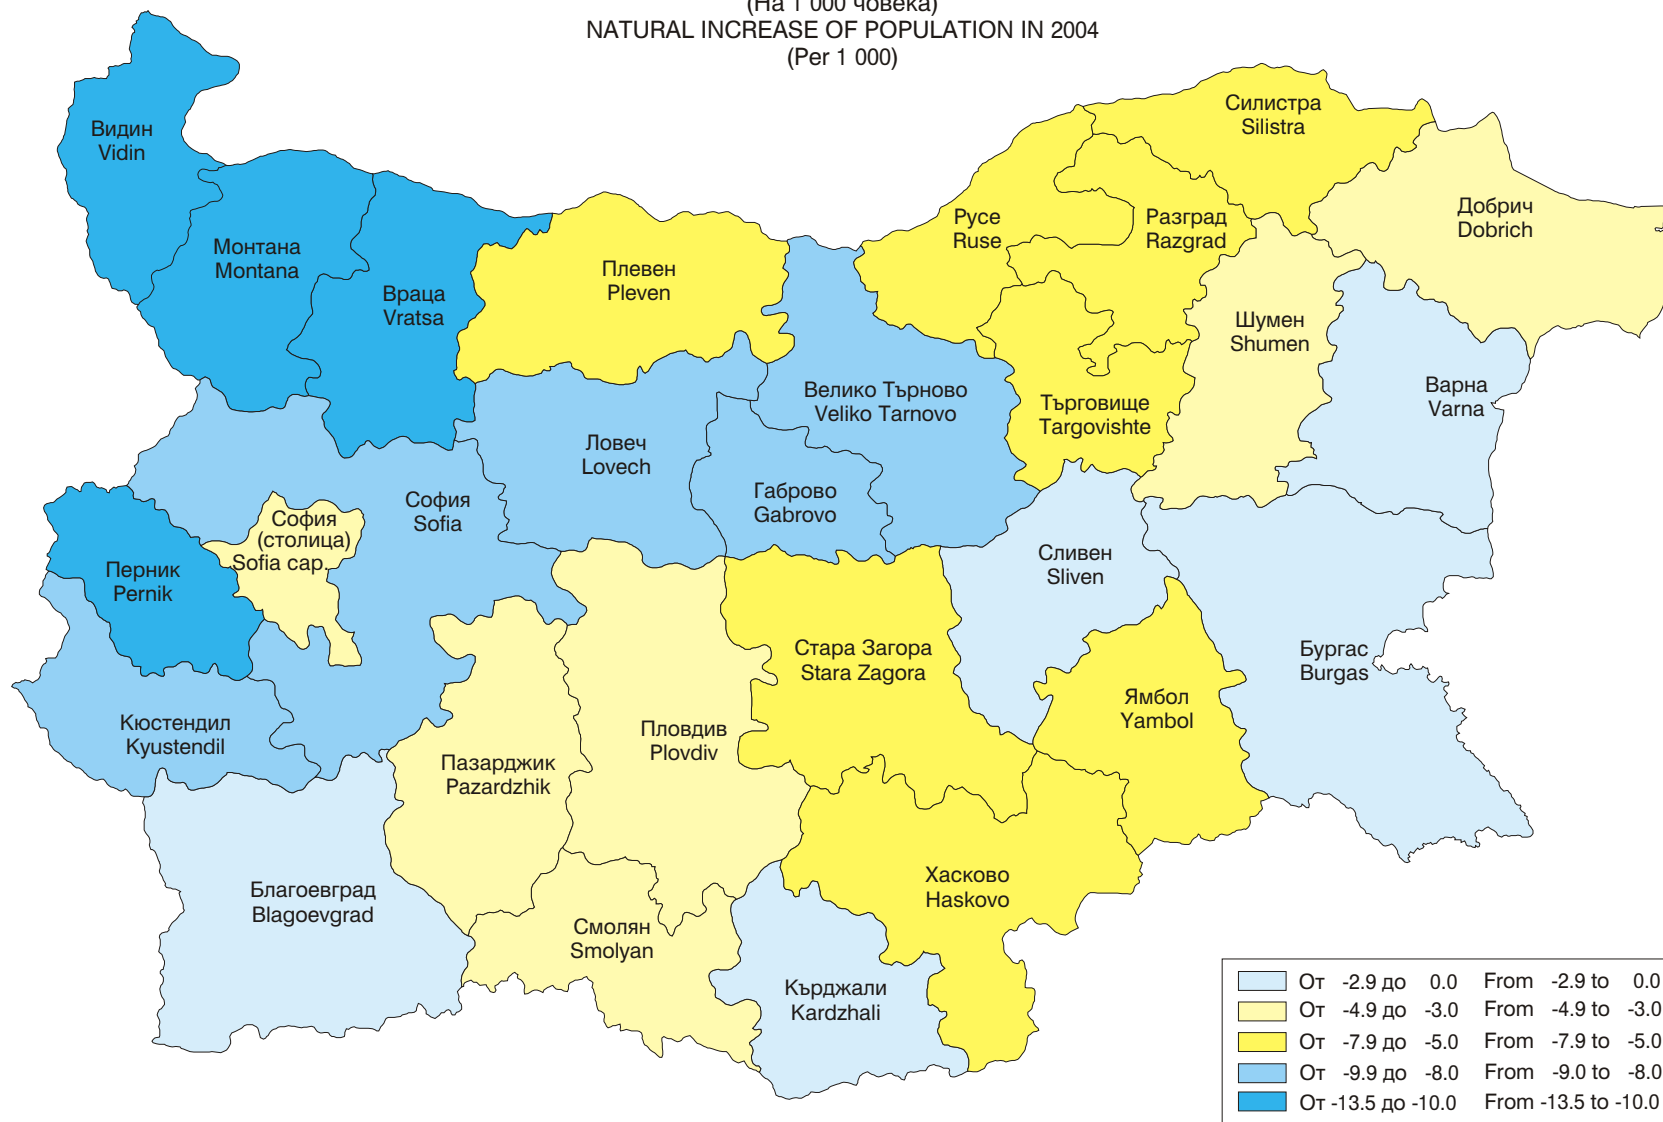 (На 1 000 човека)
NATURAL INCREASE OF POPULATION IN 2004
(Per 1 000)
Видин
Vidin
Монтана
Montana
Враца
Vratsa
Плевен
Pleven
Русе
Ruse
Силистра
Silistra
Разград
Razgrad
Добрич
Dobrich
Шумен
Shumen
Варна
Varna
Търговище
Targovishte
Велико Търново
Veliko Tarnovo
Ловеч
Lovech
Габрово
Gabrovo
София
Sofia
София
(столица)
Sofia cap.
Перник
Pernik
Кюстендил
Kyustendil
Сливен
Sliven
Стара Загора
Stara Zagora
Ямбол
Yambol
Бургас
Burgas
Пловдив
Plovdiv
Пазарджик
Pazardzhik
Благоевград
Blagoevgrad
Смолян
Smolyan
Хасково
Haskovo
Кърджали
Kardzhali
От -2.9 до 0.0 From -2.9 to 0.0
От -4.9 до -3.0 From -4.9 to -3.0
От -7.9 до -5.0 From -7.9 to -5.0
От -9.9 до -8.0 From -9.0 to -8.0
От -13.5 до -10.0 From -13.5 to -10.0